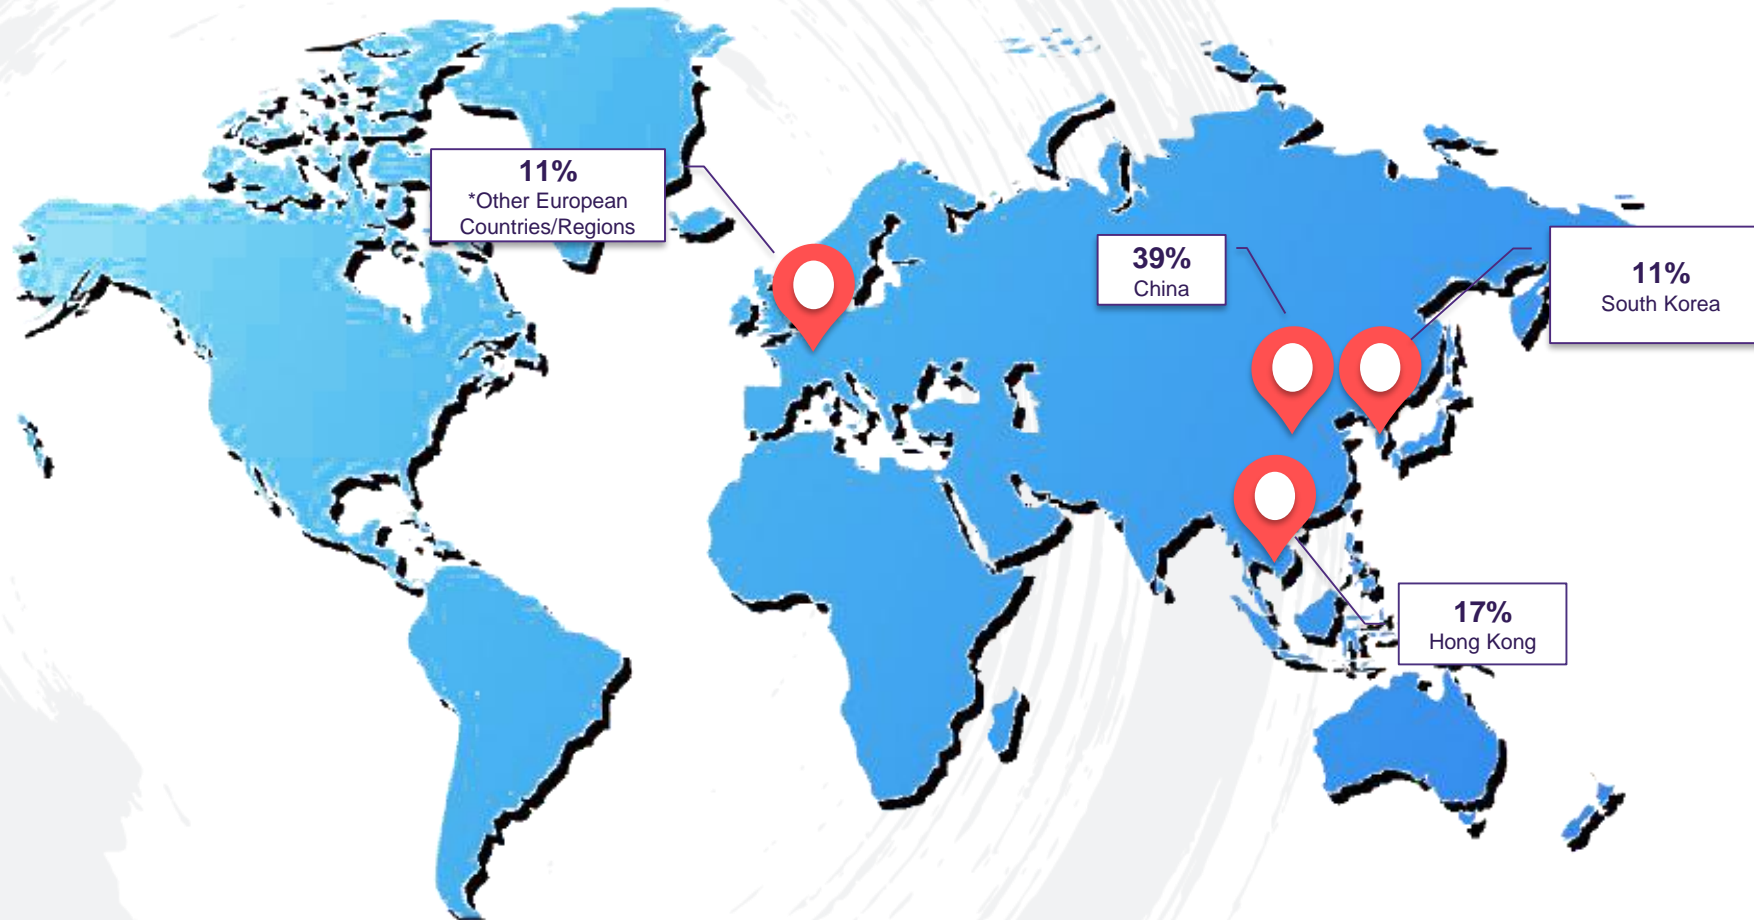 11%
*Other European
Countries/Regions
39%
China
11%
South Korea
17%
Hong Kong